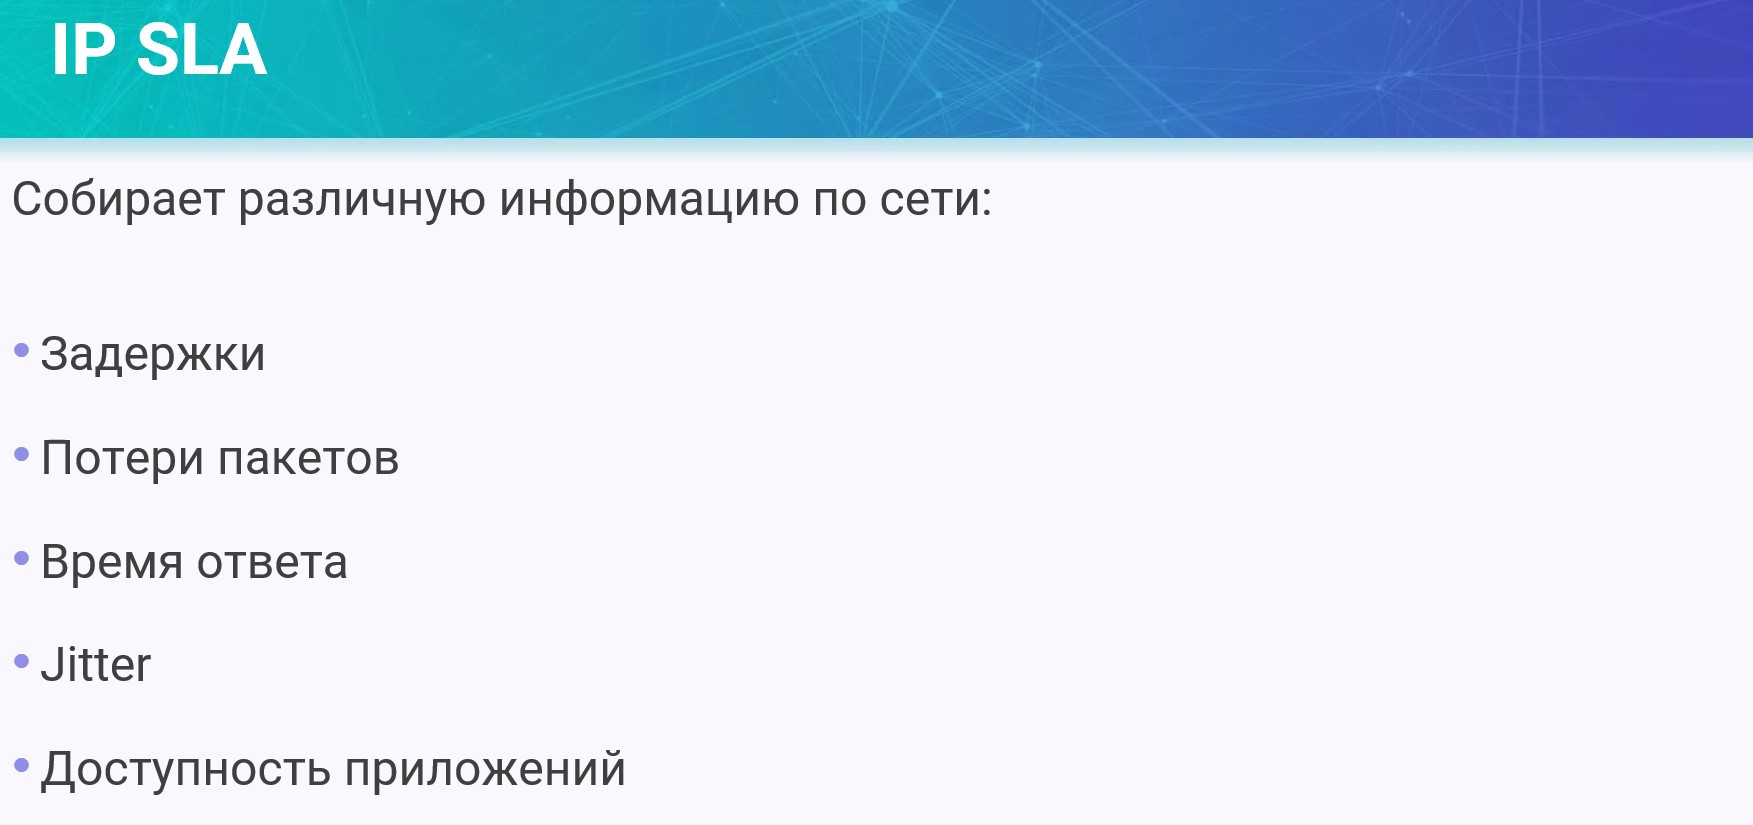 IP SLA
Собирает различную информацию по сети:
• Задержки
• Потери пакетов
• Время ответа
• Jitter
• Доступность приложений